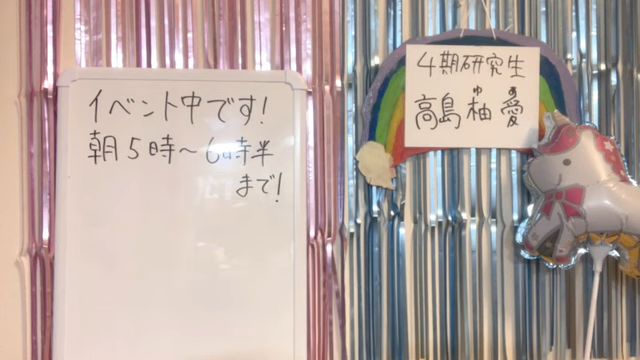 イベント中です!
朝5時~6時半
まで!
4期研究生
ゆ あ
高島 柚 愛